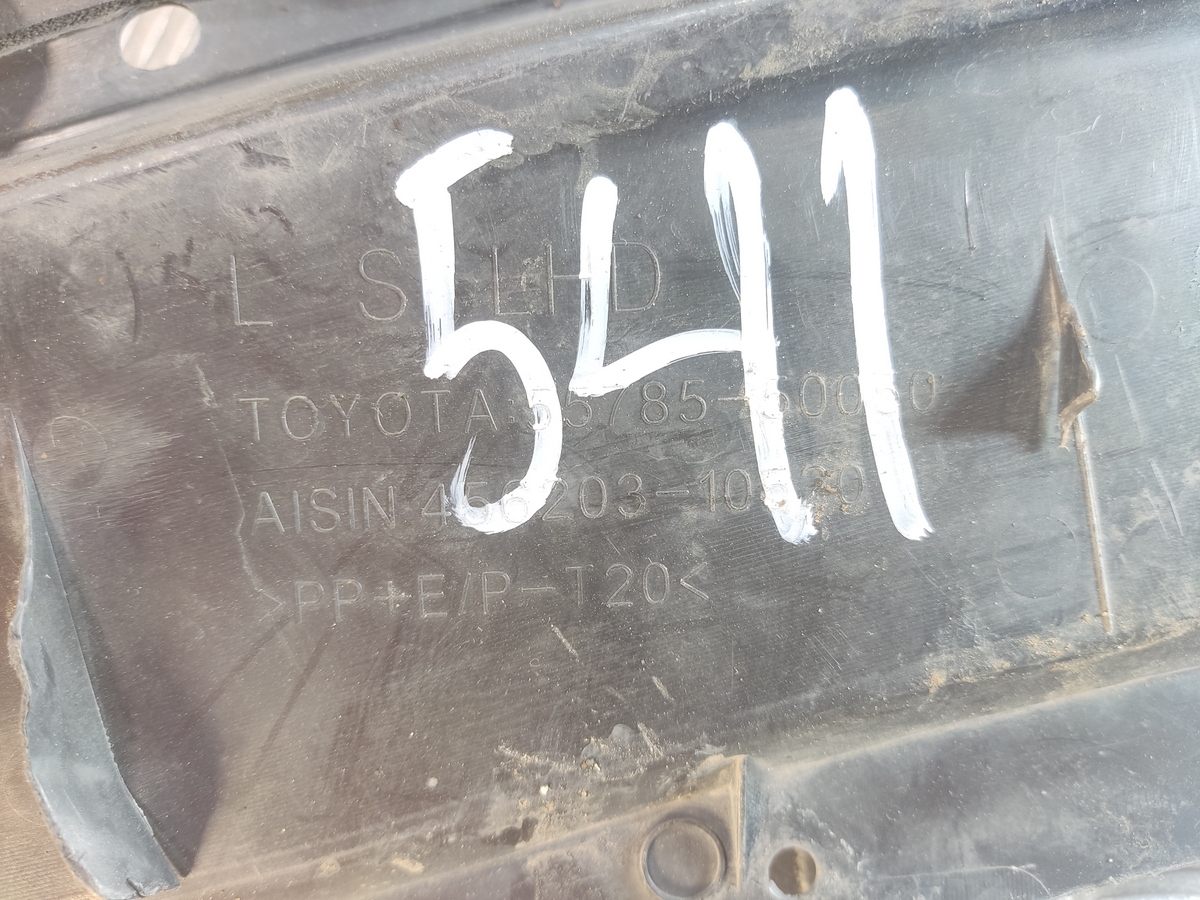 541
L S LHD
TOYOTA
AISIN
>PP+E/P-T20<